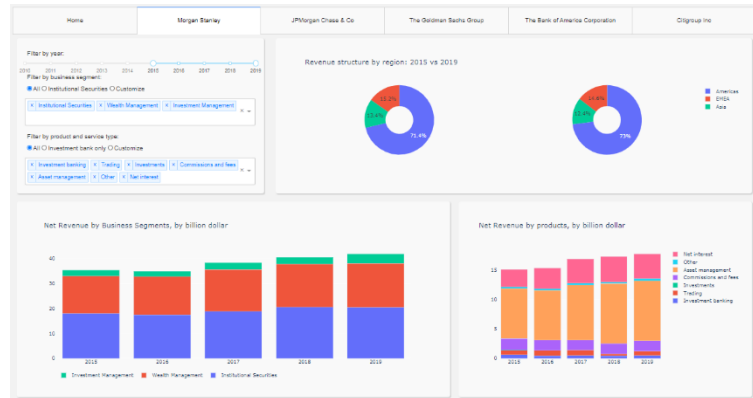 Home
Morgan Stanley
JPMorgan Chase & Co
The Goldman Sachs Group
The Bank of America Corporation
Citigroup Inc
Filter by year:
2010 2011 2012 2013 2014 2015 2016 2017 2018 2019
Filter by business segment:
All Institutional Securities Customize
× Institutional Securities × Wealth Management × Investment Management
Filter by product and service type:
All Investment bank only Customize
× Investment banking × Trading × Investments × Commissions and fees
× Asset management × Other × Net interest
Revenue structure by region: 2015 vs 2019
15.2%
13.4%
71.4%
73%
Americas
EMEA
Asia
Net Revenue by Business Segments, by billion dollar
40
30
20
10
0
2015 2016 2017 2018 2019
Investment Management Wealth Management Institutional Securities
Net Revenue by products, by billion dollar
15
5
0
2015 2016 2017 2018 2019
Net interest
Other
Asset management
Commissions and fees
Investments
Trading
Investment banking